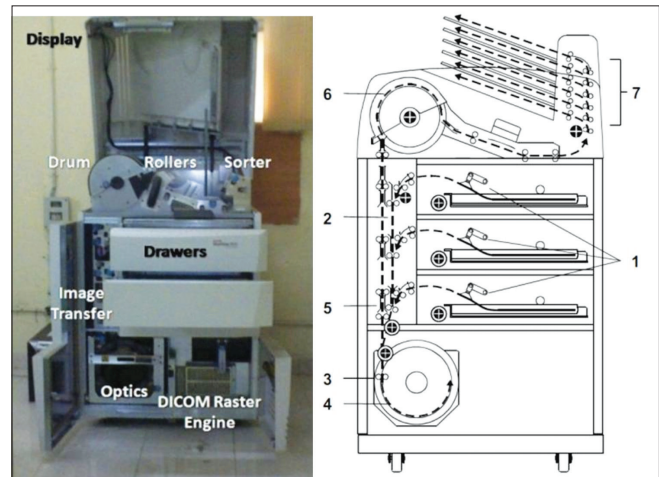 Display
Drum Rollers Sorter
Drawers
Image
Transfer
Optics
DICOM Raster
Engine
6
7
2
1
5
3
4